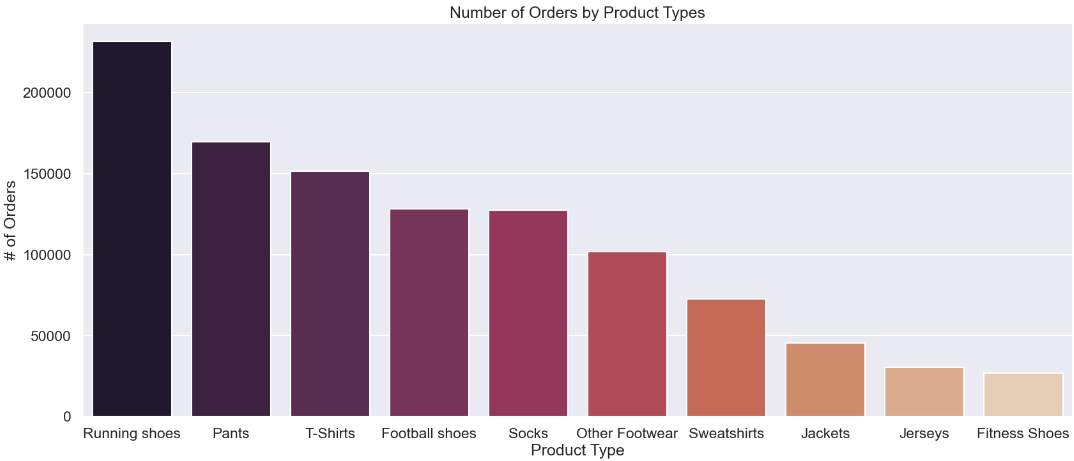 Number of Orders by Product Types
# of Orders
200000
150000
100000
50000
0
Running shoes Pants T-Shirts Football shoes Socks Other Footwear Sweatshirts Jackets Jerseys Fitness Shoes
Product Type